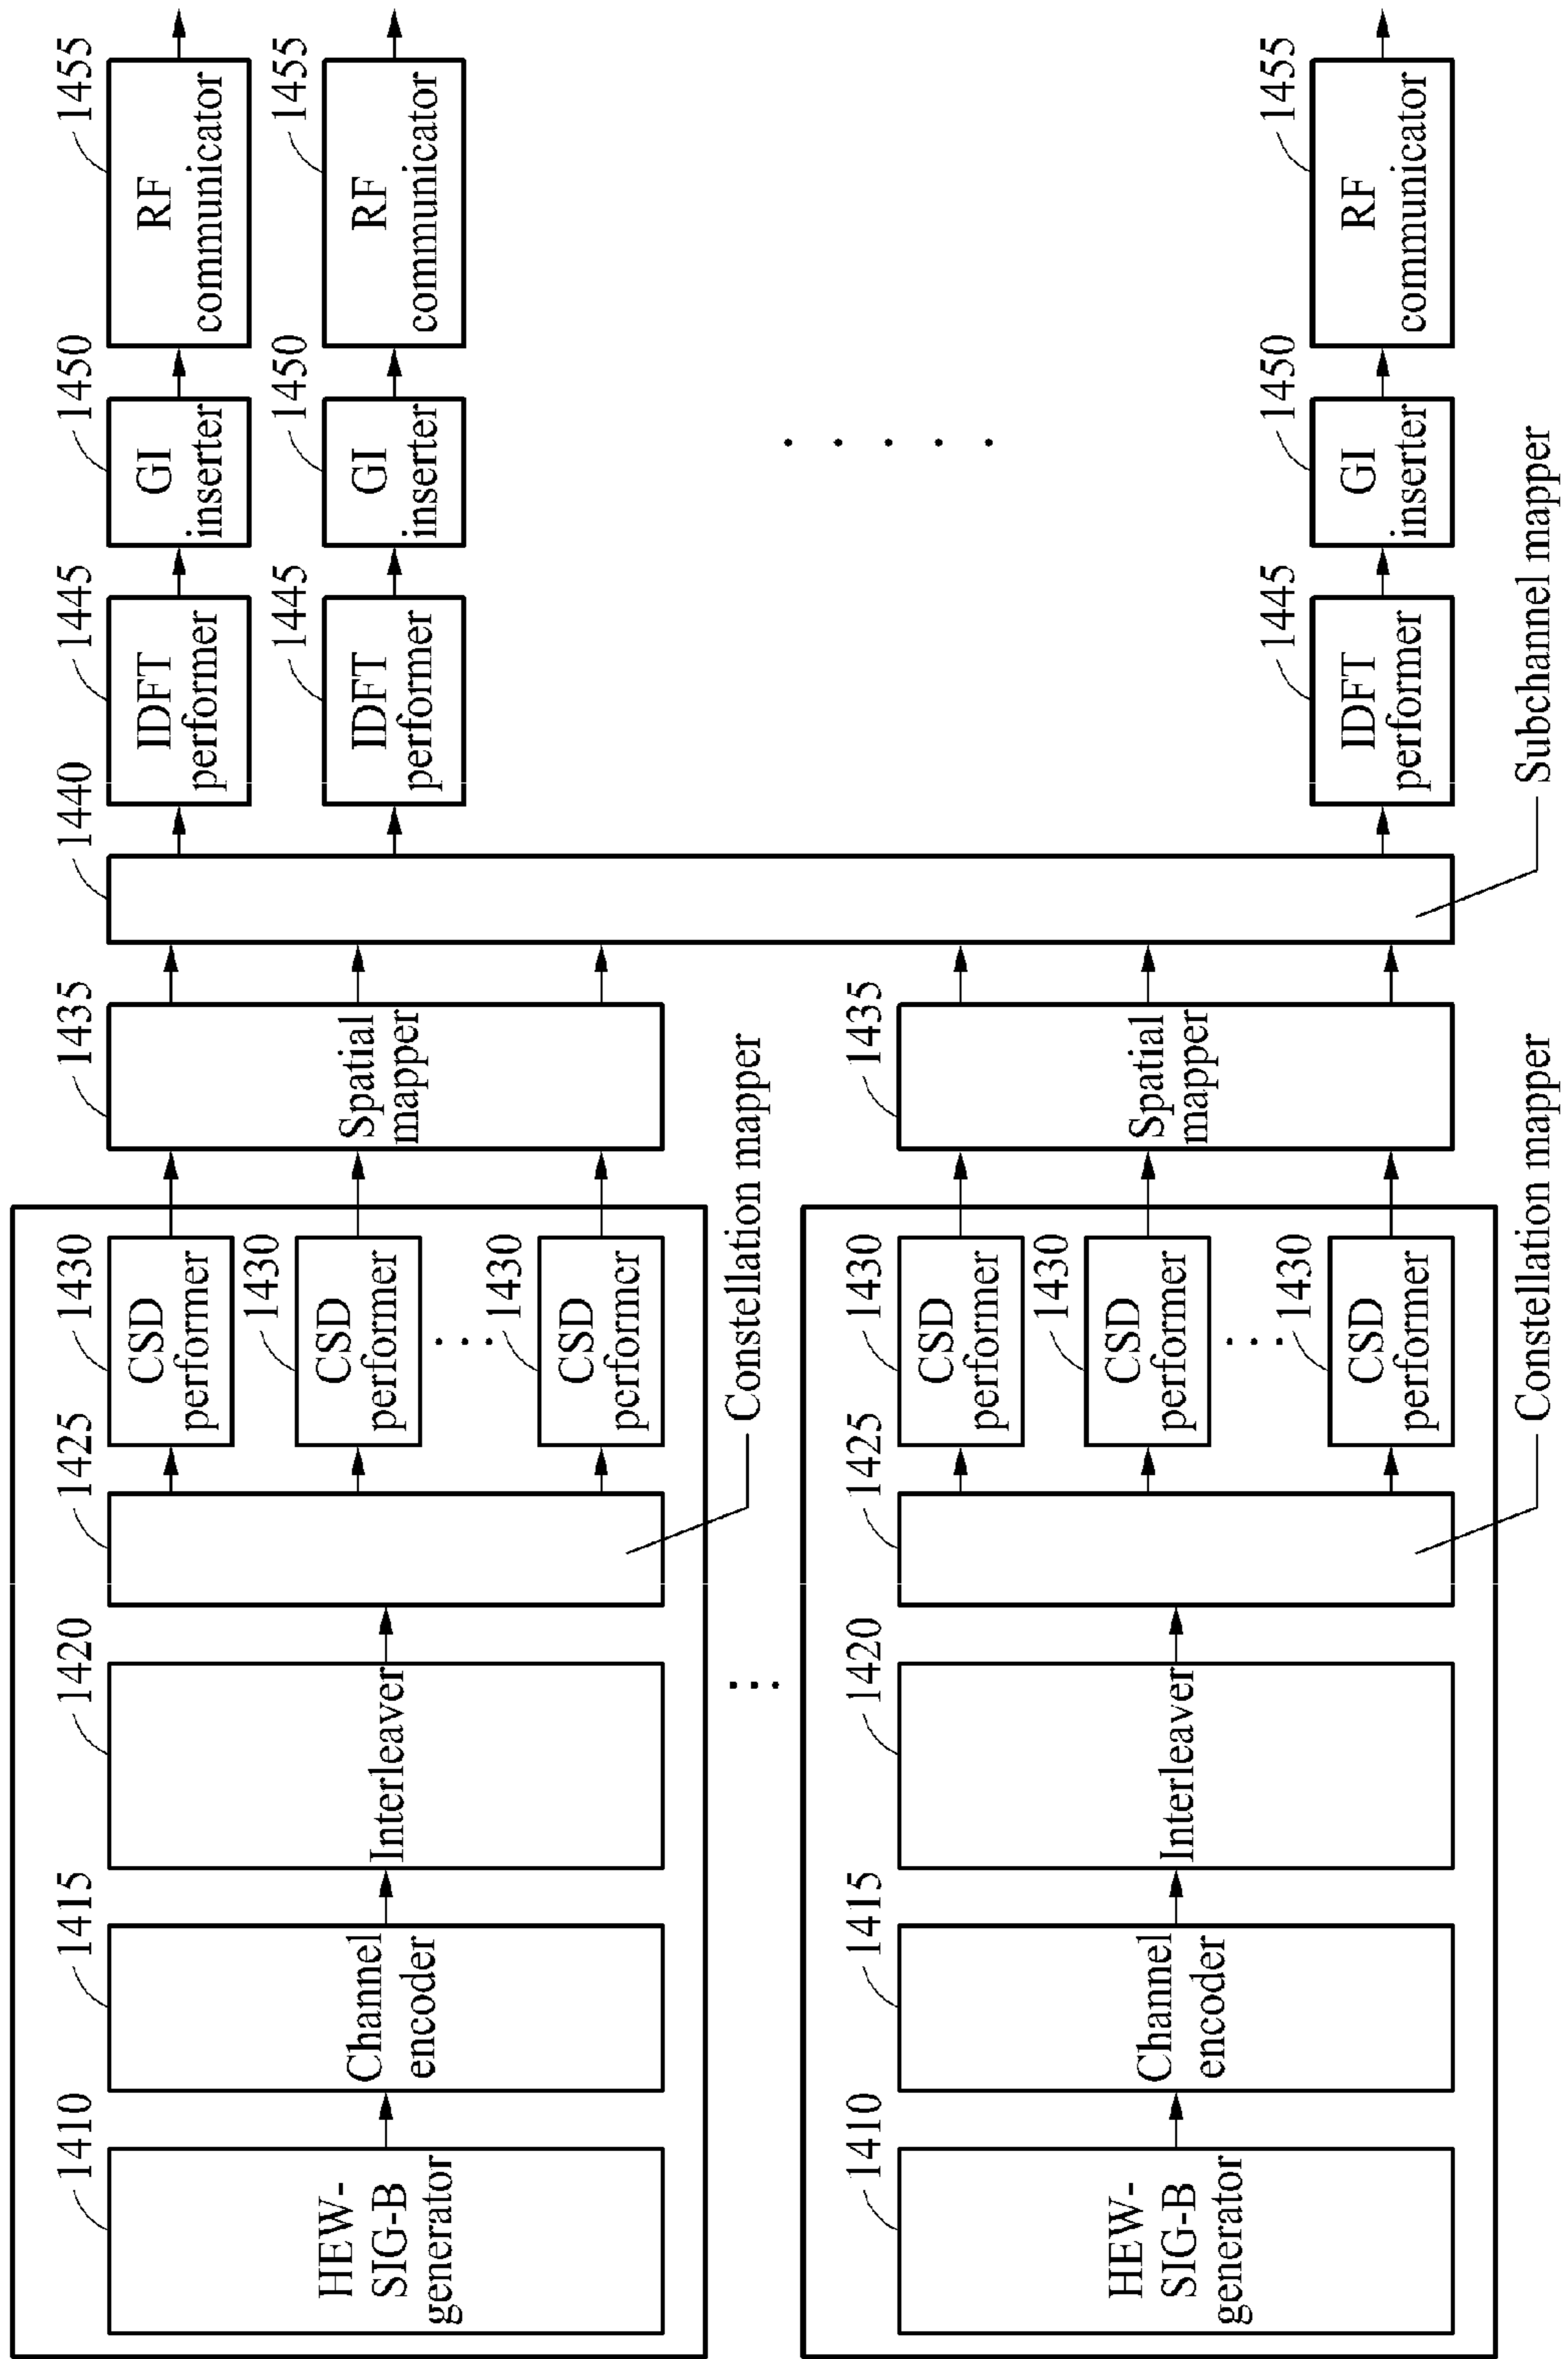 1410
HEW-
SIG-B
generator
1415
Channel
encoder
1420
Interleaver
1425
Constellation mapper
1430
CSD
performer
1430
CSD
performer
1430
CSD
performer
1435
Spatial
mapper
1410
HEW-
SIG-B
generator
1415
Channel
encoder
1420
Interleaver
1425
Constellation mapper
1430
CSD
performer
1430
CSD
performer
1430
CSD
performer
1435
Spatial
mapper
1440
Subchannel mapper
1445
IDFT
performer
1450
GI
inserter
1455
RF
communicator
1445
IDFT
performer
1450
GI
inserter
1455
RF
communicator
1445
IDFT
performer
1450
GI
inserter
1455
RF
communicator